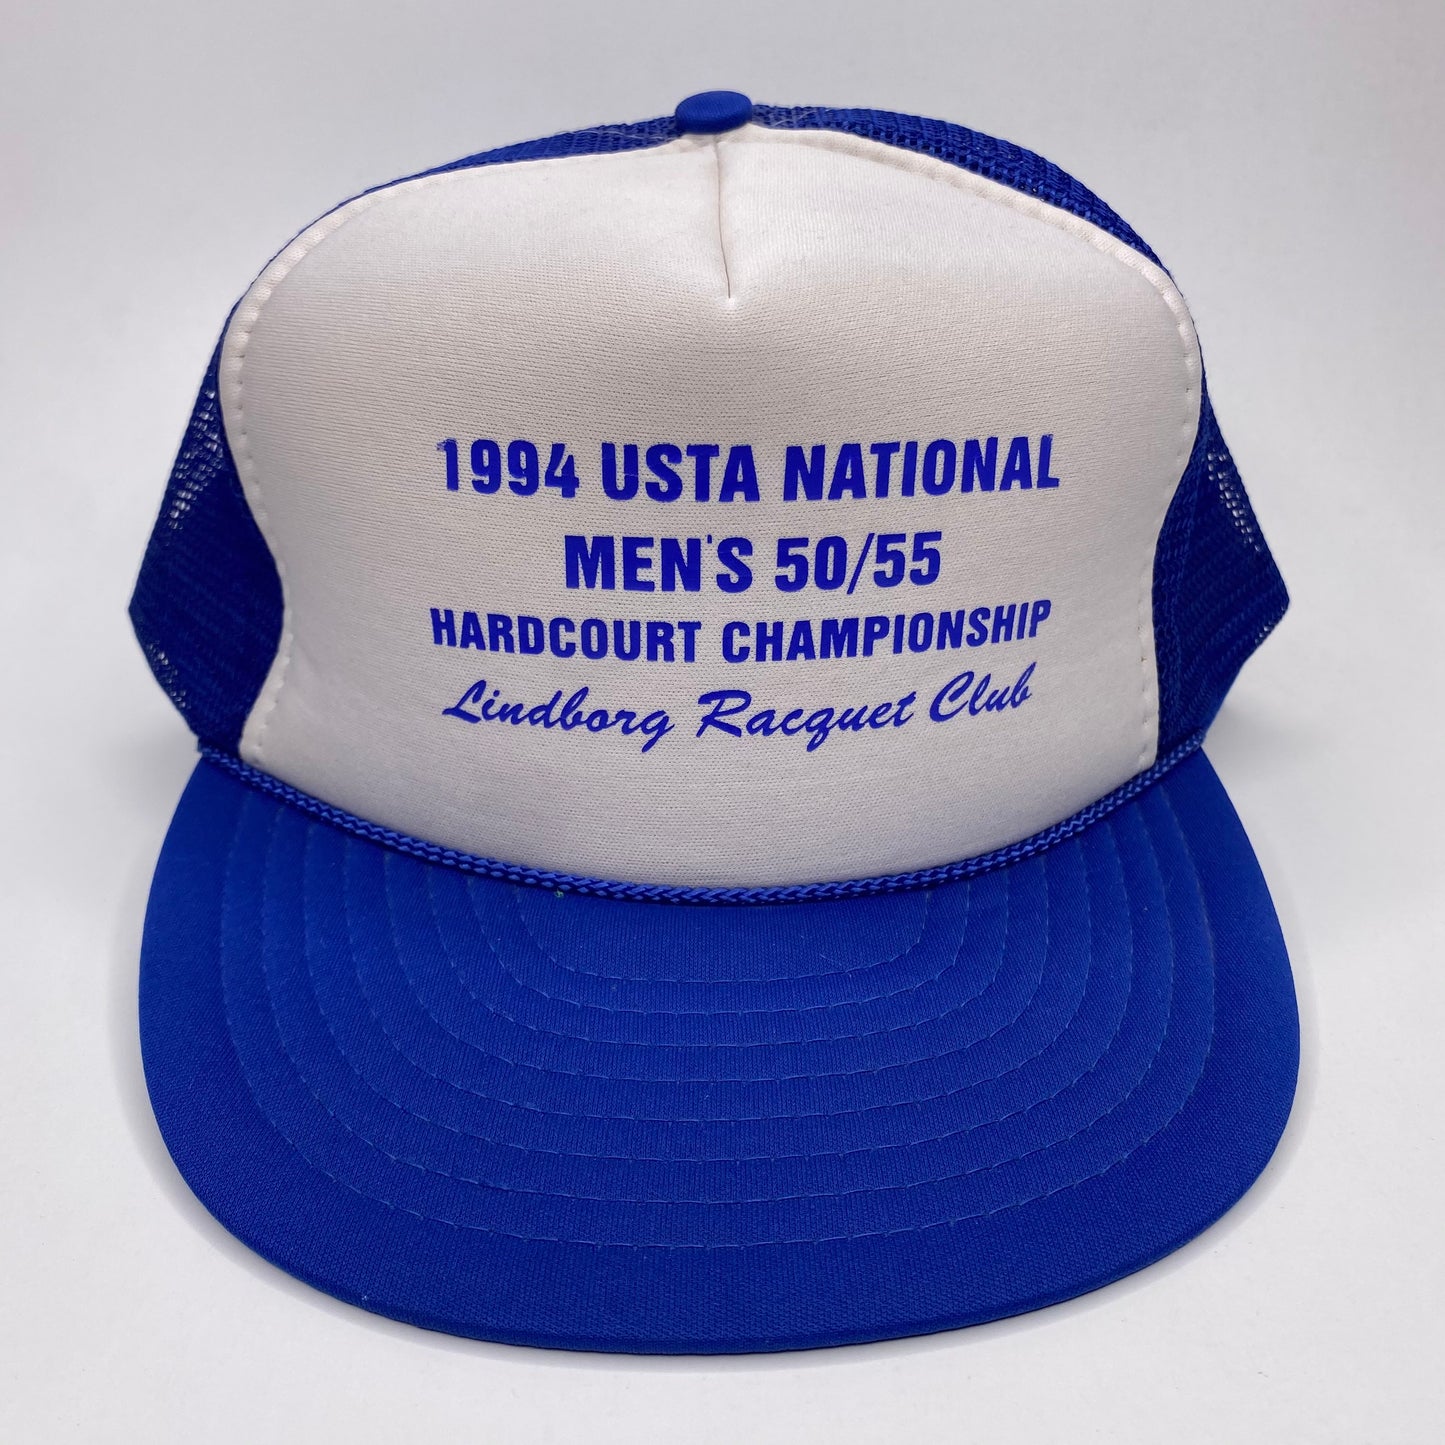 1994 USTA NATIONAL
MEN'S 50/55
HARDCOURT CHAMPIONSHIP
Lindborg Racquet Club